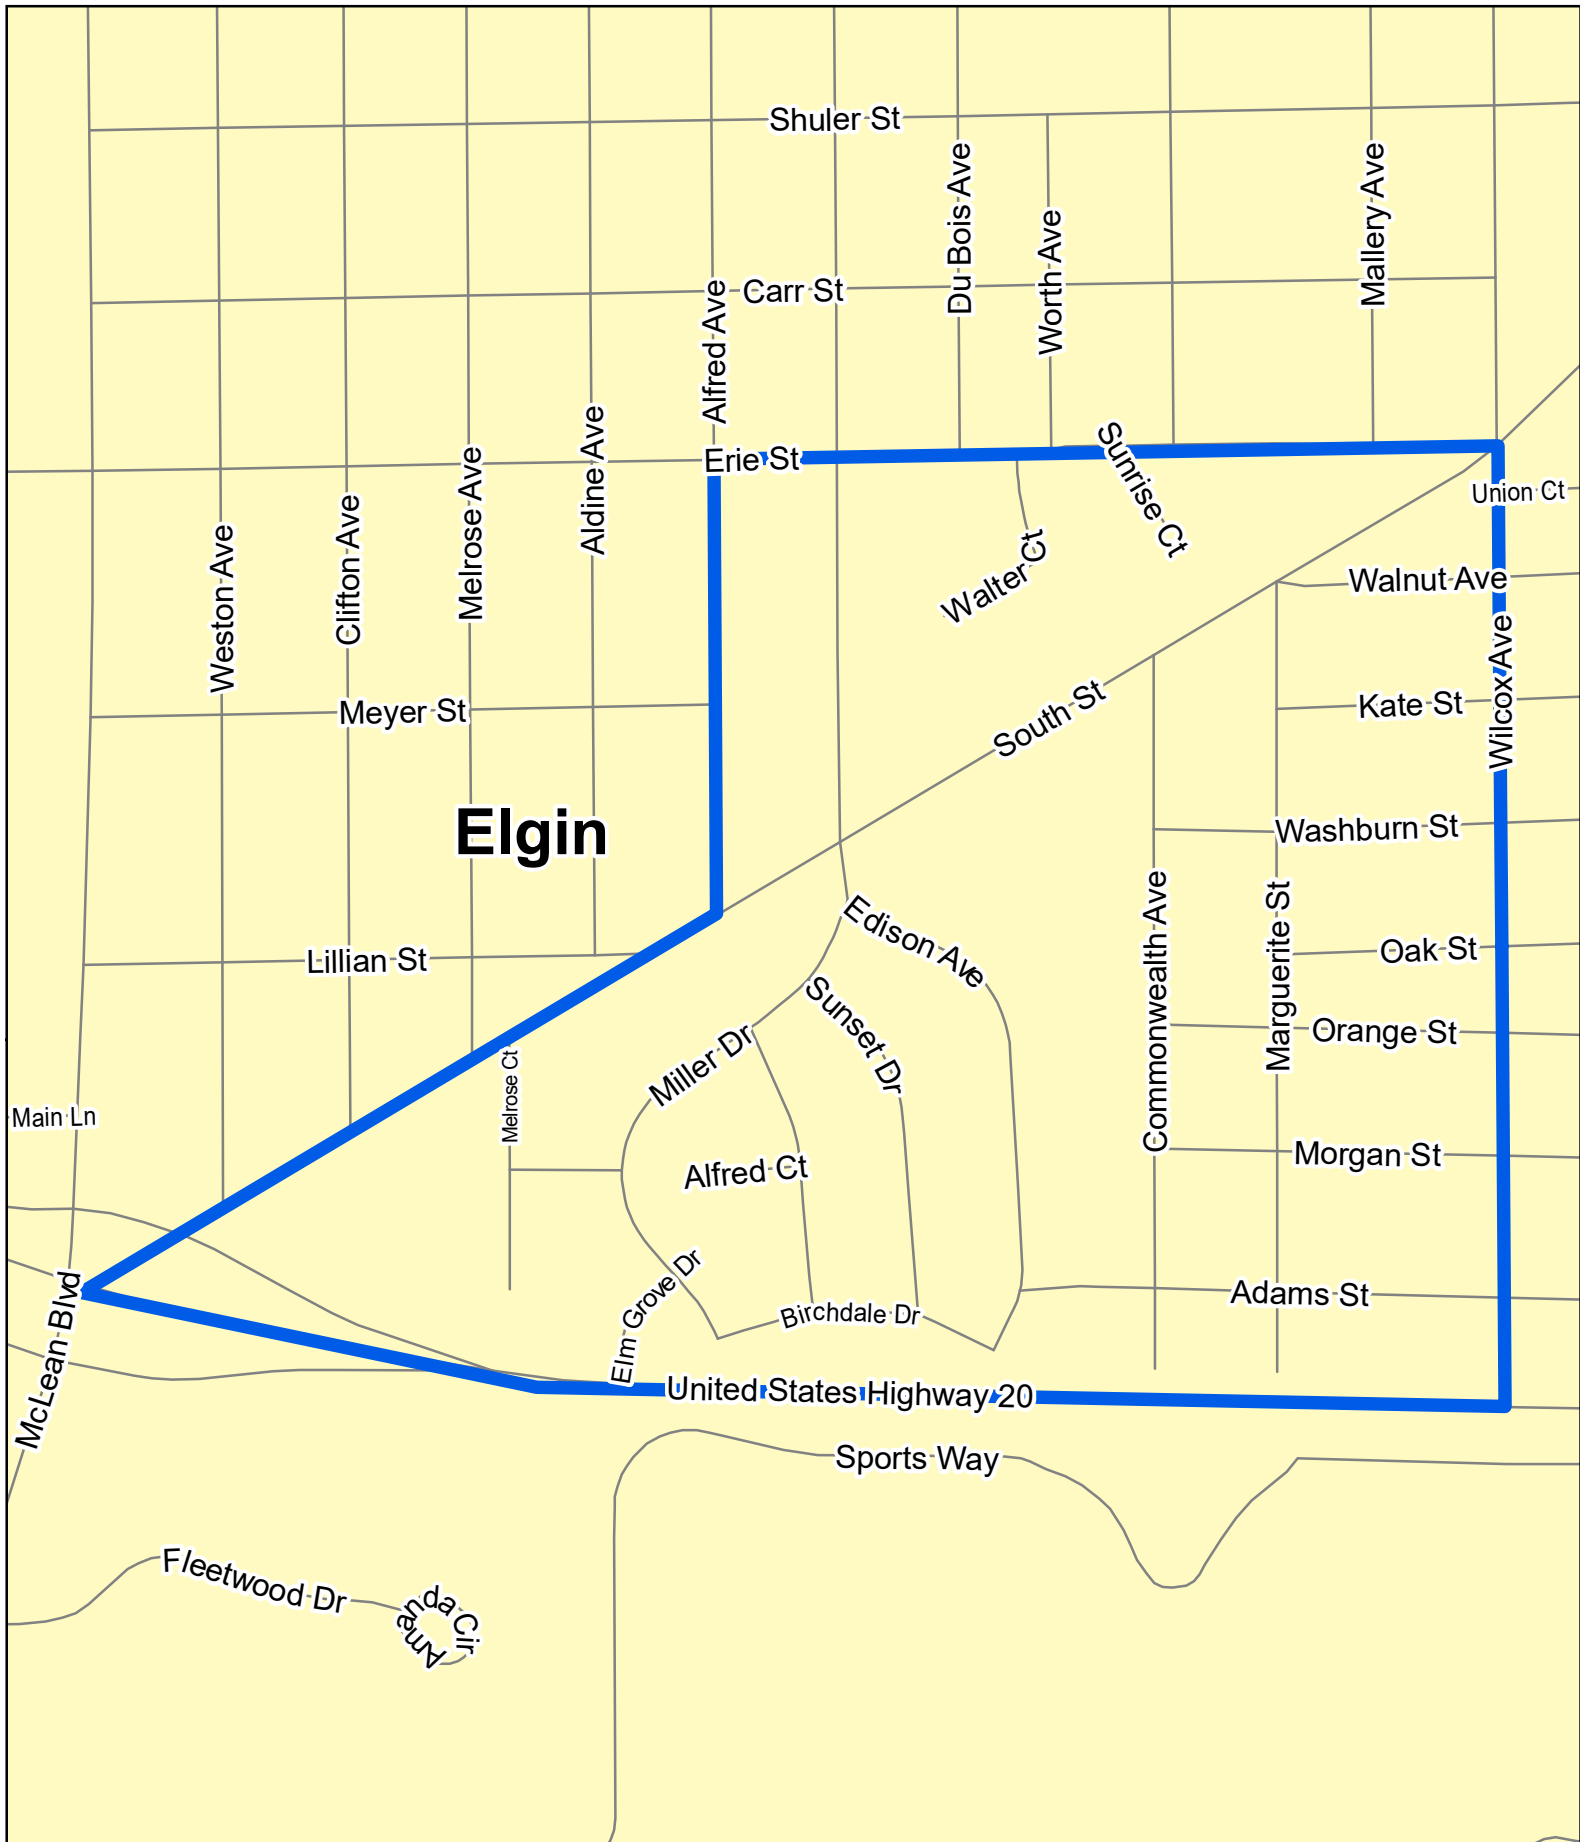 Shuler St
Du Bois Ave
Mallery Ave
Worth Ave
Carr St
Alfred Ave
Aldine Ave
Sunrise Ct
Erie St
Melrose Ave
Union Ct
Clifton Ave
Weston Ave
Walter Ct
Walnut Ave
Wilcox Ave
South St
Kate St
Meyer St
Elgin
Washburn St
Edison Ave
Commonwealth Ave
Marguerite St
Oak St
Lillian St
Sunset Dr
Orange St
Miller Dr
Melrose Ct
Main Ln
Morgan St
Alfred Ct
Elm Grove Dr
Birchdale Dr
Adams St
McLean Blvd
United States Highway 20
Sports Way
Fleetwood Dr
Amanda Cir